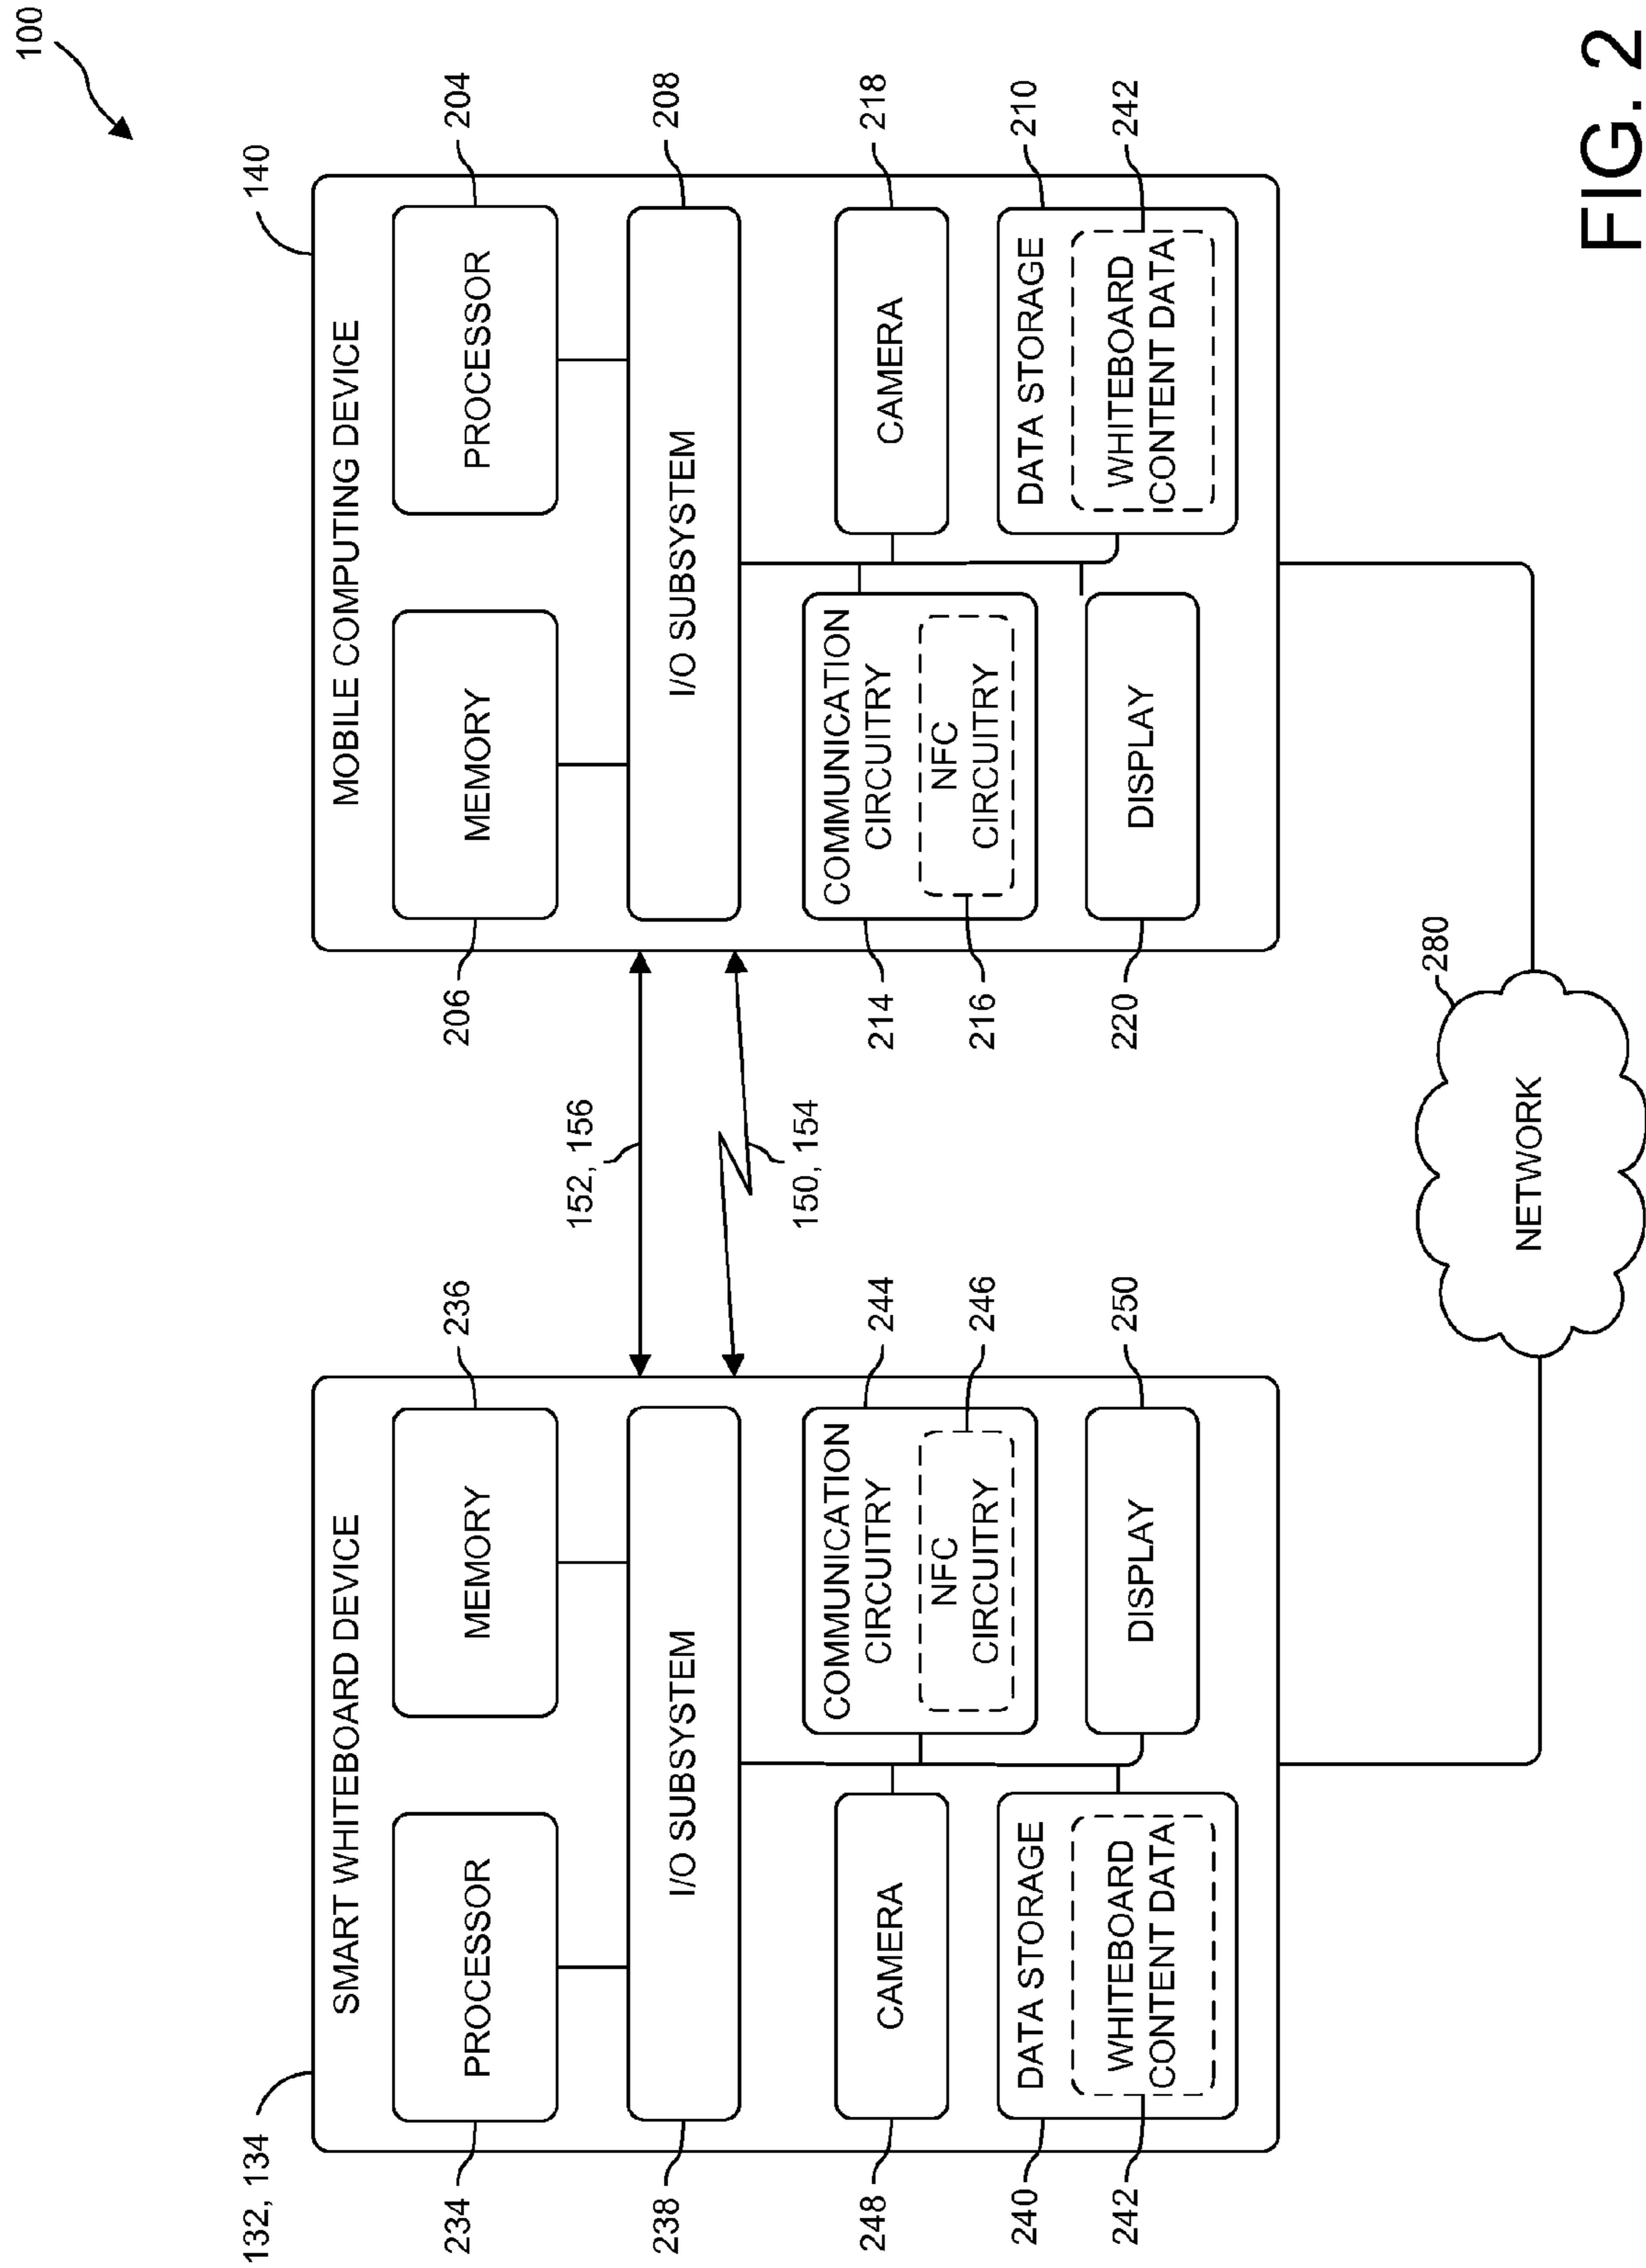 100
132, 134
SMART WHITEBOARD DEVICE
234
PROCESSOR
MEMORY
236
238
I/O SUBSYSTEM
248
CAMERA
COMMUNICATION
CIRCUITRY
244
NFC
CIRCUITRY
246
240
DATA STORAGE
242
WHITEBOARD
CONTENT DATA
DISPLAY
250
152, 156
150, 154
140
MOBILE COMPUTING DEVICE
206
MEMORY
PROCESSOR
204
I/O SUBSYSTEM
208
214
COMMUNICATION
CIRCUITRY
216
NFC
CIRCUITRY
CAMERA
218
220
DISPLAY
DATA STORAGE
210
WHITEBOARD
CONTENT DATA
242
NETWORK
280
FIG. 2